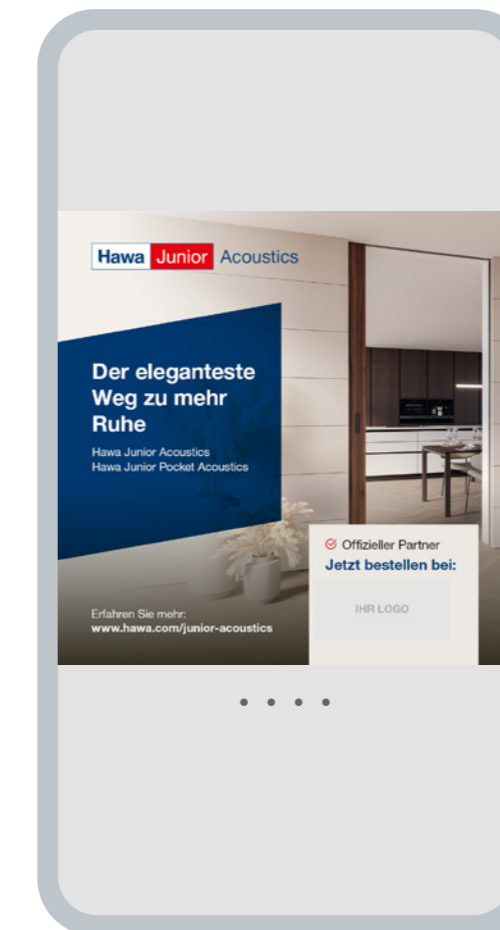 Hawa Junior Acoustics
Der eleganteste
Weg zu mehr
Ruhe
Hawa Junior Acoustics
Hawa Junior Pocket Acoustics
Offizieller Partner
Jetzt bestellen bei:
IHR LOGO
Erfahren Sie mehr:
www.hawa.com/junior-acoustics